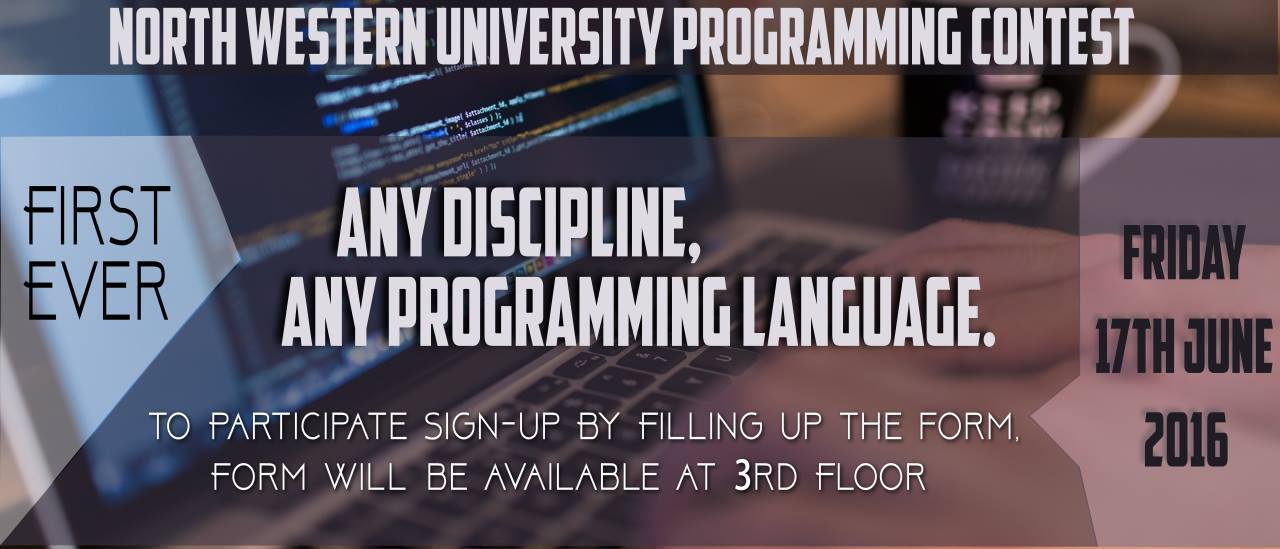 NORTH WESTERN UNIVERSITY PROGRAMMING CONTEST
FIRST
EVER
ANY DISCIPLINE,
ANY PROGRAMMING LANGUAGE.
TO PARTICIPATE SIGN-UP BY FILLING UP THE FORM,
FORM WILL BE AVAILABLE AT 3RD FLOOR
FRIDAY
17TH JUNE
2016